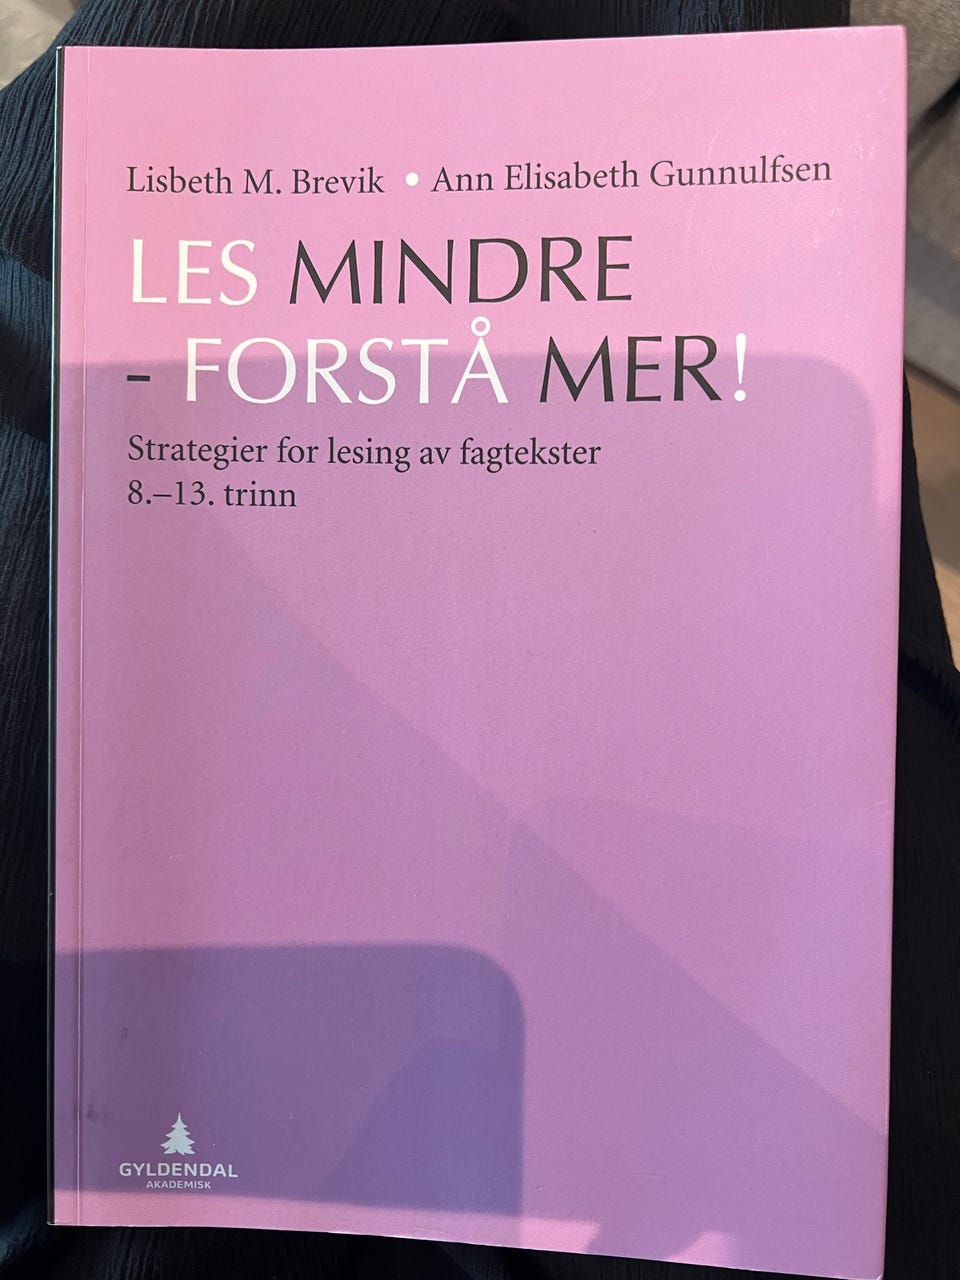 Lisbeth M. Brevik • Ann Elisabeth Gunnulfsen
LES MINDRE
- FORSTÅ MER!
Strategier for lesing av fagtekster
8.–13. trinn
GYLDENDAL
AKADEMISK